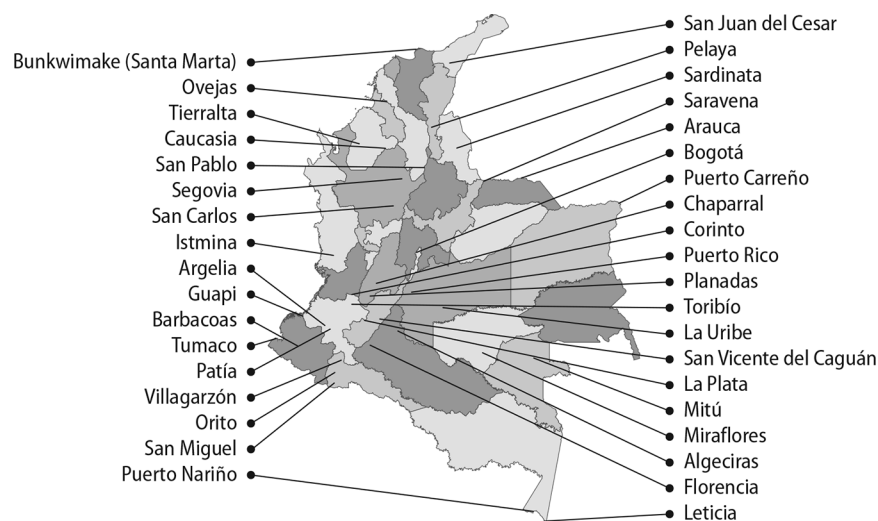 Bunkwimake (Santa Marta)
Ovejas
Tierralta
Caucasia
San Pablo
Segovia
San Carlos
Istmina
Argelia
Guapi
Barbacoas
Tumaco
Patía
Villagarzón
Orito
San Miguel
Puerto Nariño
San Juan del Cesar
Pelaya
Sardinata
Saravena
Arauca
Bogotá
Puerto Carreño
Chaparral
Corinto
Puerto Rico
Planadas
Toribío
La Uribe
San Vicente del Caguán
La Plata
Mitú
Miraflores
Algeciras
Florencia
Leticia